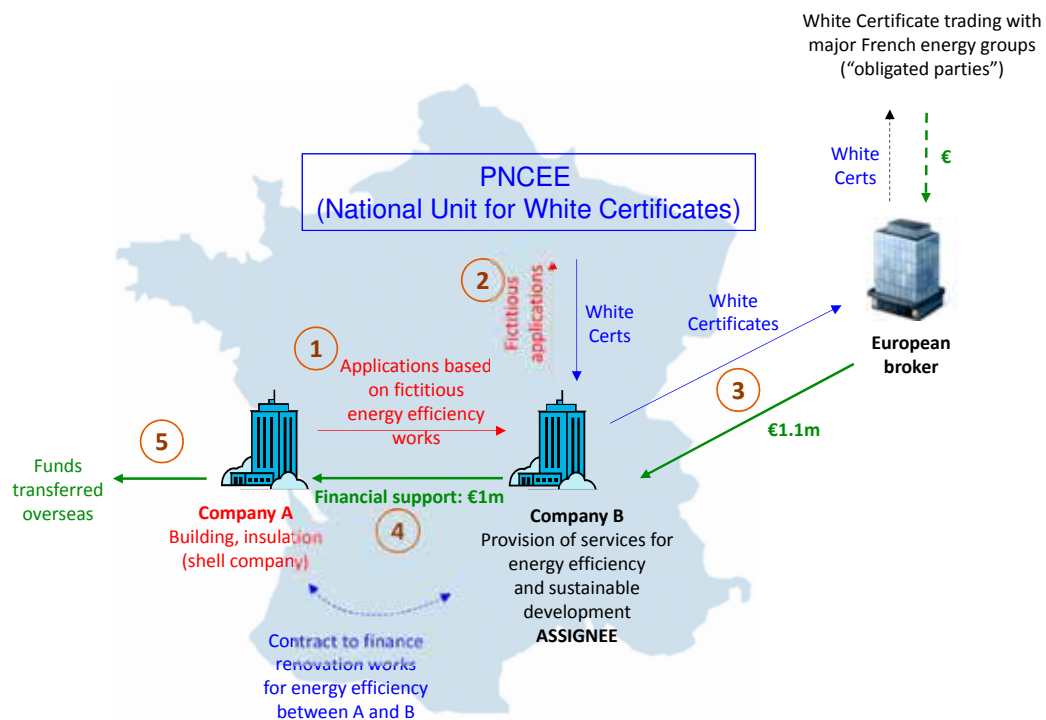 White Certificate trading with
major French energy groups
(“obligated parties”)
White
Certs
€
PNCEE
(National Unit for White Certificates)
2
Fictitious
applications
White
Certs
White
Certificates
European
broker
1
Applications based
on fictitious
energy efficiency
works
3
€1.1m
5
Funds
transferred
overseas
Financial support: €1m
4
Company A
Building, insulation
(shell company)
Company B
Provision of services for
energy efficiency
and sustainable
development
ASSIGNEE
Contract to finance
renovation works
for energy efficiency
between A and B